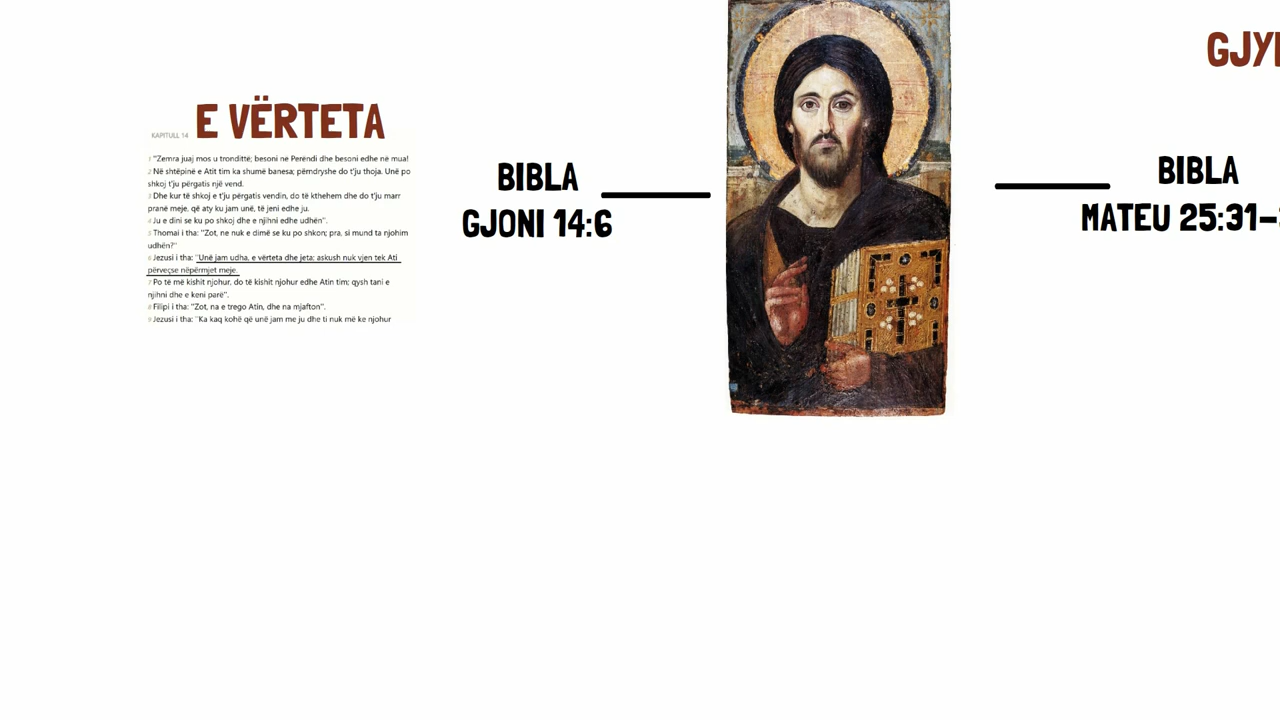 E VËRTETA
KAPITULL 14
1 "Zemra juaj mos u trondittë; besoni ne Perëndi dhe besoni edhe në mua!
2 Në shtëpinë e Atit tim ka shumë banesa; përndryshe do t'ju thoja. Unë po
shkoj t'ju përgatis një vend.
3 Dhe kur të shkoj e t'ju përgatis vendin, do të kthehem dhe do t'ju marr
pranë meje, që aty ku jam unë, të jeni edhe ju.
4 Ju e dini se ku po shkoj dhe e njihni edhe udhën".
5 Thomai i tha: "Zot, ne nuk e dimë se ku po shkon; pra, si mund ta njohim
udhën?"
6 Jezusi i tha: "Unë jam udha, e vërteta dhe jeta; askush nuk vjen tek Ati
përveçse nëpërmjet meje.
7 Po të më kishit njohur, do të kishit njohur edhe Atin tim; qysh tani e
njihni dhe e keni parë".
8 Filipi i tha: "Zot, na e trego Atin, dhe na mjafton".
9 Jezusi i tha: "Ka kaq kohë që unë jam me ju dhe ti nuk më ke njohur
BIBLA
GJONI 14:6
GJY
BIBLA
MATEU 25:31-